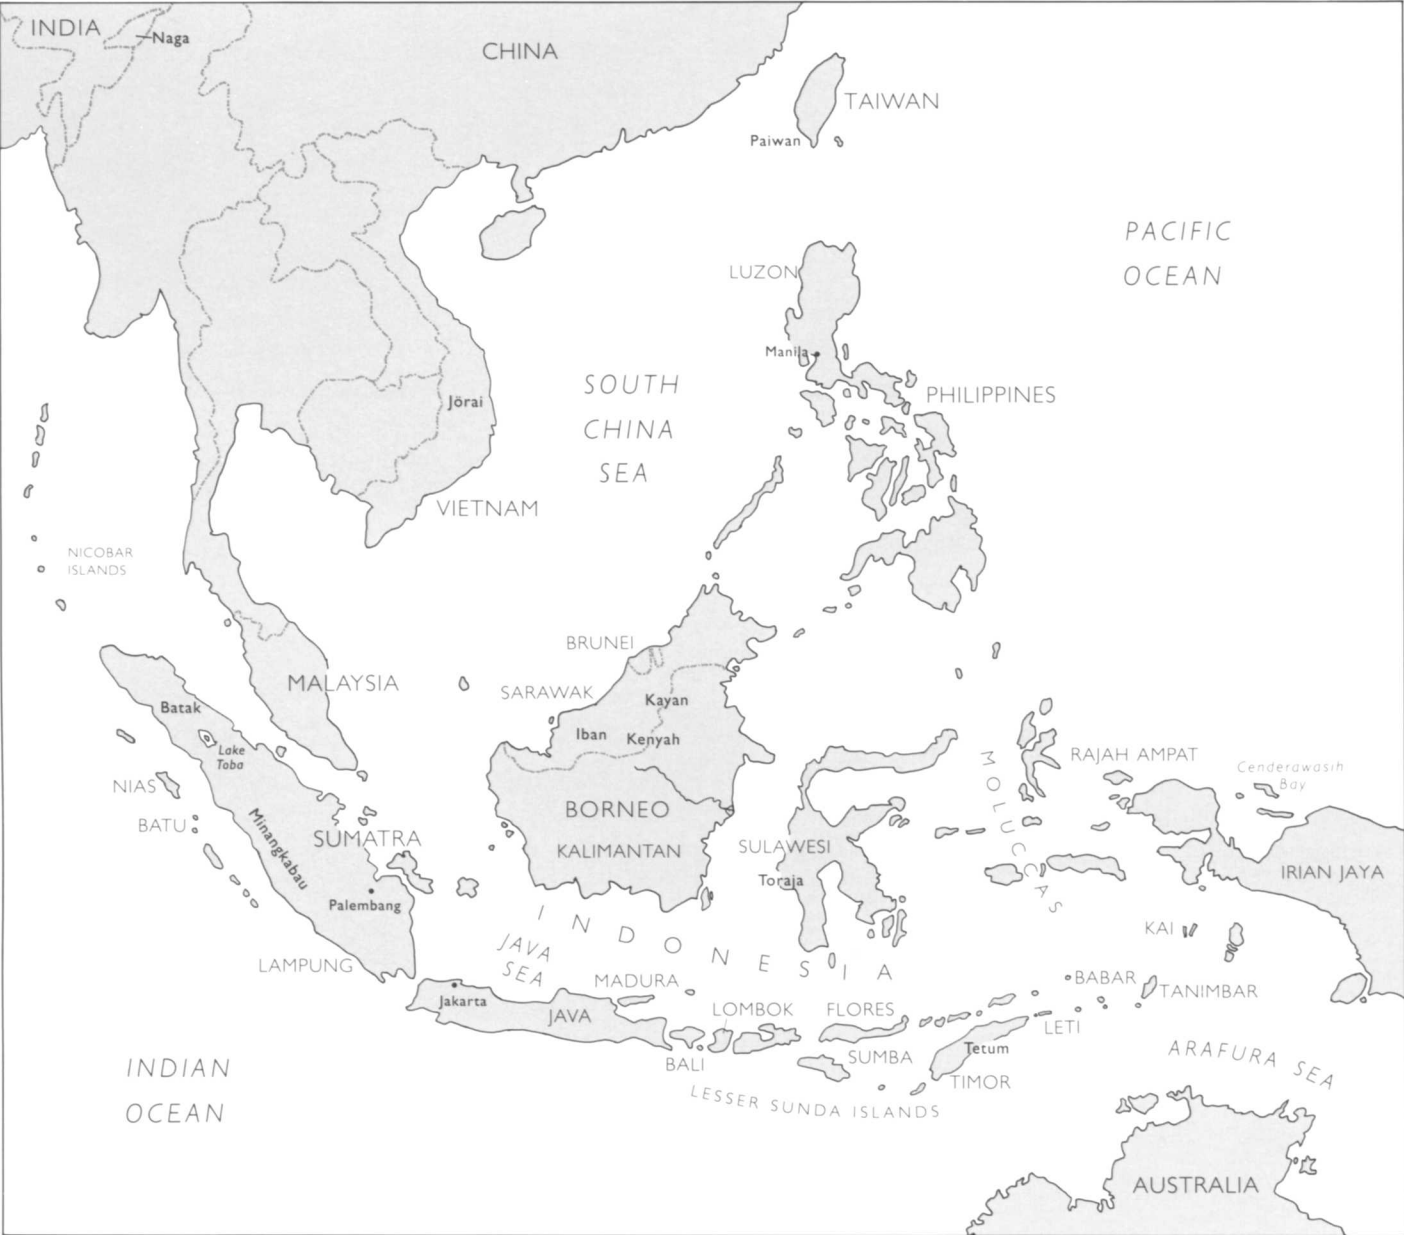 INDIA
Naga
CHINA
TAIWAN
Paiwan
PACIFIC
OCEAN
LUZON
Manila
SOUTH
CHINA
SEA
PHILIPPINES
Jörai
VIETNAM
NICOBAR
ISLANDS
BRUNEI
MALAYSIA
SARAWAK
Kayan
Batak
Iban
Kenyah
Lake
Toba
MOLUCCAS
RAJAH AMPAT
Cenderawasih
Bay
NIAS
BATU
Minangkabau
SUMATRA
BORNEO
KALIMANTAN
SULAWESI
Toraja
IRIAN JAYA
Palembang
INDONESIA
KAI
JAVA
SEA
LAMPUNG
MADURA
BABAR
TANIMBAR
Jakarta
JAVA
LOMBOK
FLORES
LETI
BALI
SUMBA
Tetum
TIMOR
ARAFURA SEA
INDIAN
OCEAN
LESSER SUNDA ISLANDS
AUSTRALIA